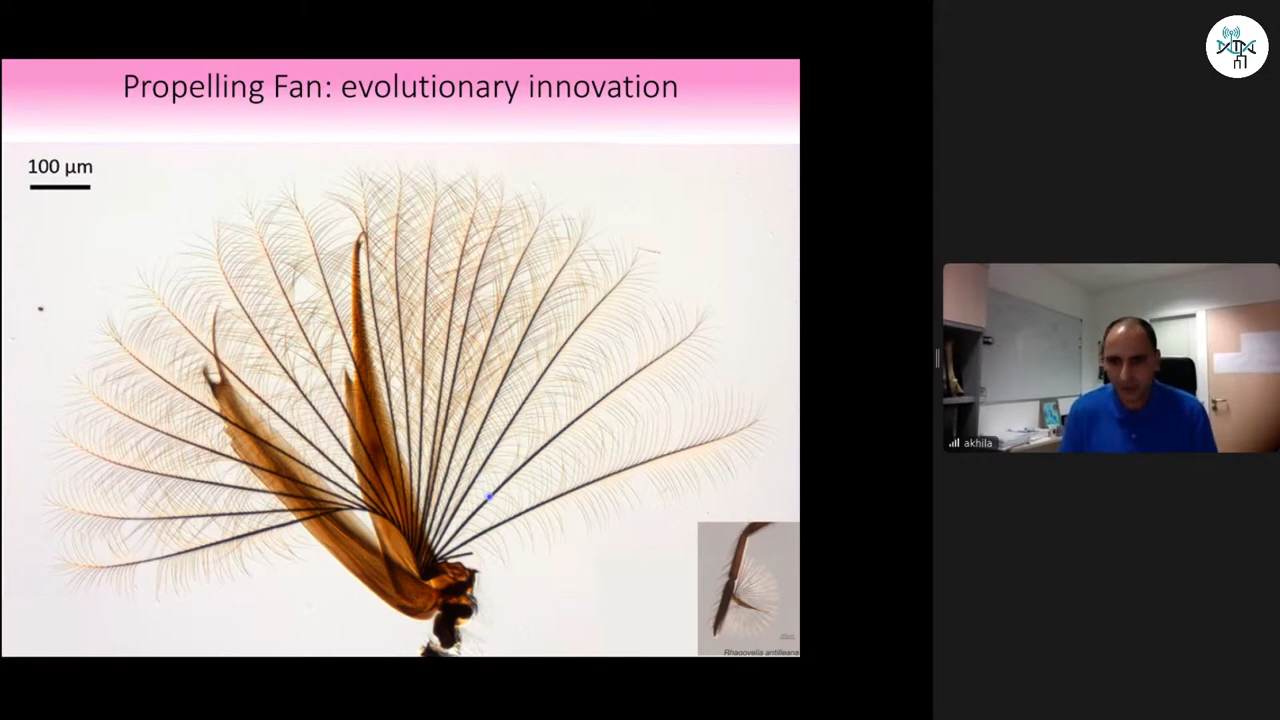 Propelling Fan: evolutionary innovation
100 µm
Rhagovelia antilleana
akhila